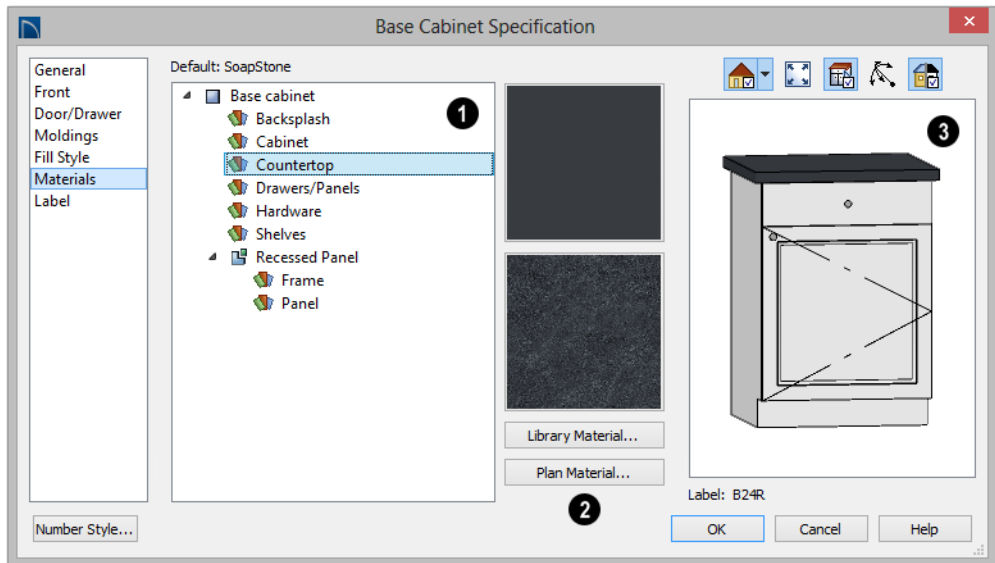 Base Cabinet Specification
General
Front
Door/Drawer
Moldings
Fill Style
Materials
Label
Number Style...
Default: SoapStone
Base cabinet
Backsplash
Cabinet
Countertop
Drawers/Panels
Hardware
Shelves
Recessed Panel
Frame
Panel
1
Library Material...
Plan Material...
2
3
Label: B24R
OK
Cancel
Help